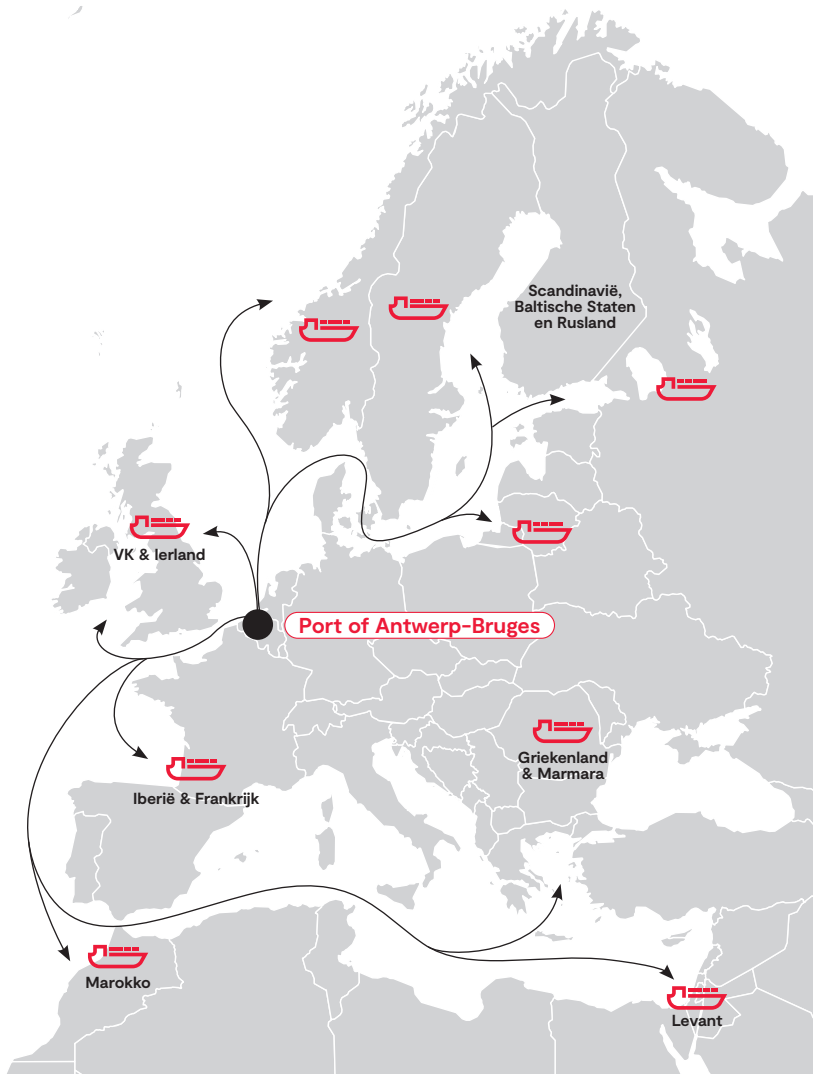 Scandinavië,
Baltische Staten
en Rusland
VK & Ierland
Port of Antwerp-Bruges
Griekenland
& Marmara
Iberië & Frankrijk
Marokko
Levant